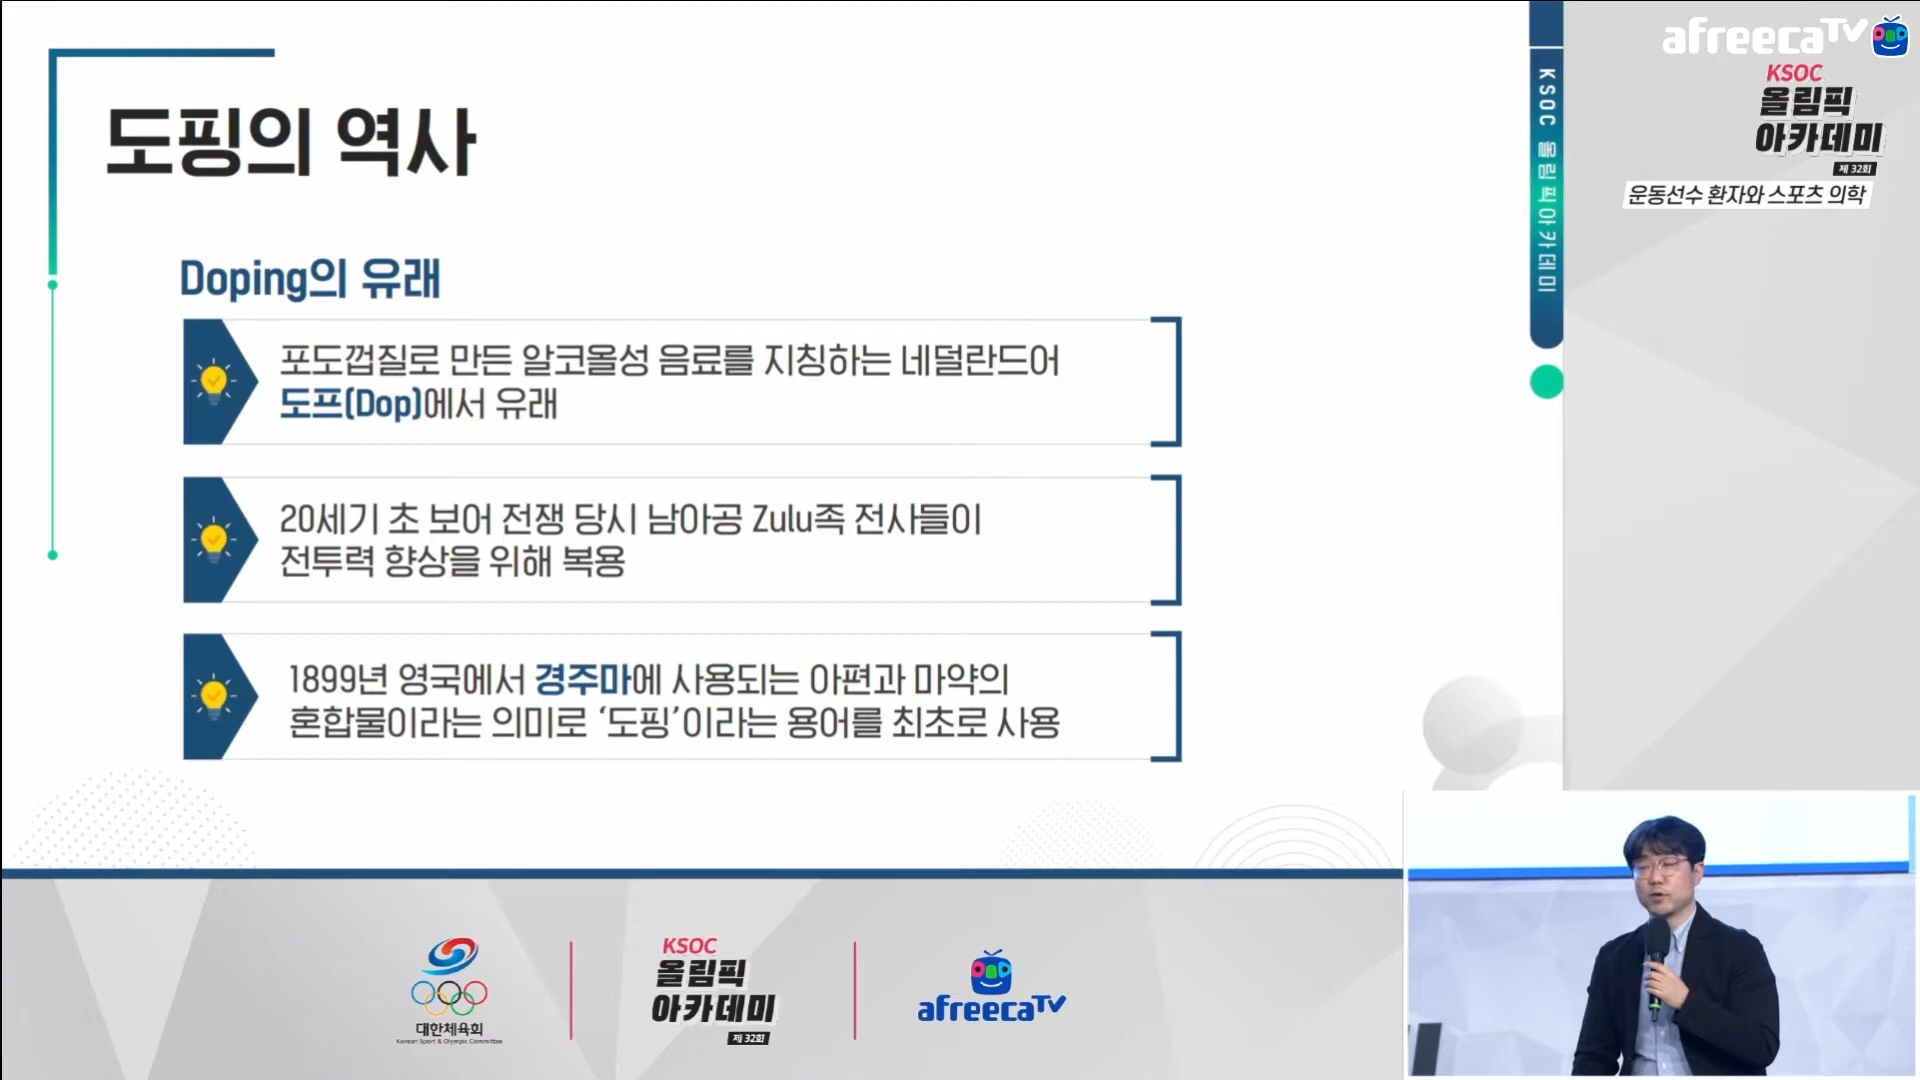 도핑의 역사
Doping의 유래
포도껍질로 만든 알코올성 음료를 지칭하는 네덜란드어
도프(Dop)에서 유래
20세기 초 보어 전쟁 당시 남아공 Zulu족 전사들이
전투력 향상을 위해 복용
1899년 영국에서 경주마에 사용되는 아편과 마약의
혼합물이라는 의미로 ‘도핑’이라는 용어를 최초로 사용
KSOC 올림픽아카데미
afreecaTV
KSOC
올림픽
아카데미
제 32회
운동선수 환자와 스포츠 의학
대한체육회
Korean Sport & Olympic Committee
KSOC
올림픽
아카데미
제 32회
afreecaTV